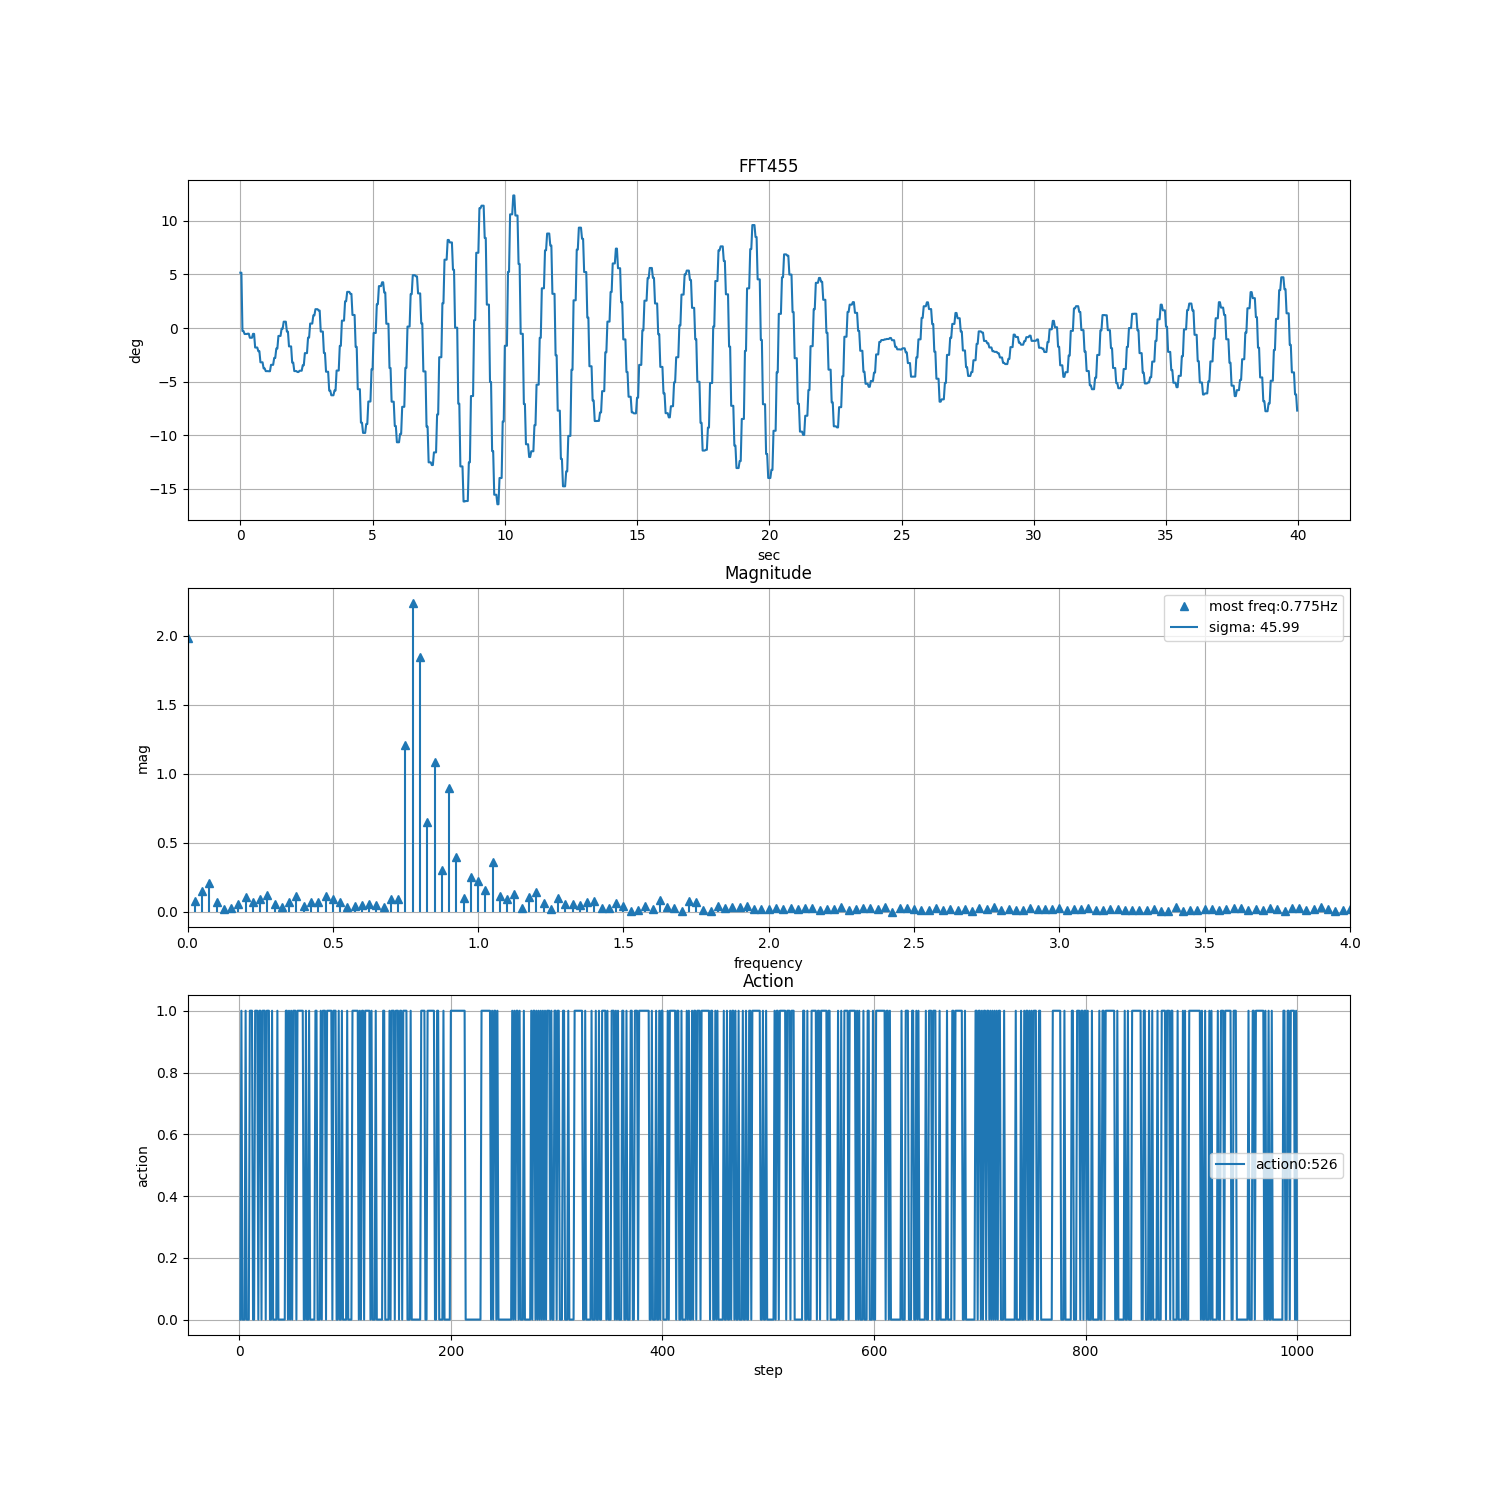 FFT455
10
5
0
−5
−10
−15
deg
0 5 10 15 20 25 30 35 40
sec
Magnitude
most freq:0.775Hz
sigma: 45.99
2.0
1.5
1.0
0.5
0.0
mag
0.0 0.5 1.0 1.5 2.0 2.5 3.0 3.5 4.0
frequency
Action
1.0
0.8
0.6
0.4
0.2
0.0
action
action0:526
0 200 400 600 800 1000
step